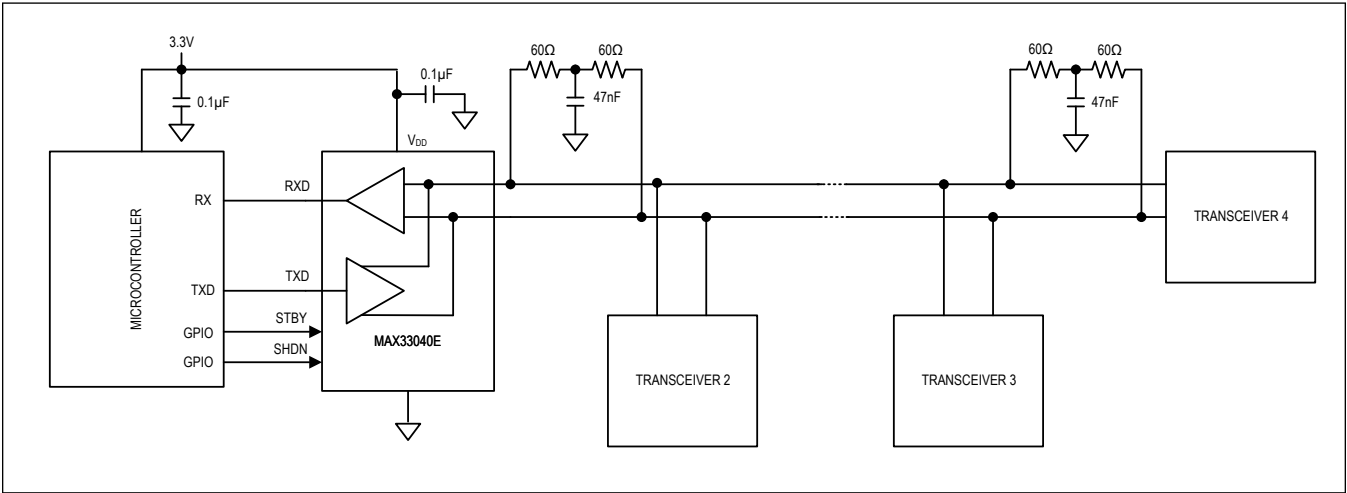 3.3V
0.1µF
0.1µF
60Ω
60Ω
47nF
60Ω
60Ω
47nF
VDD
MICROCONTROLLER
RX
TXD
GPIO
GPIO
RXD
TXD
STBY
SHDN
MAX33040E
TRANSCEIVER 2
TRANSCEIVER 3
TRANSCEIVER 4